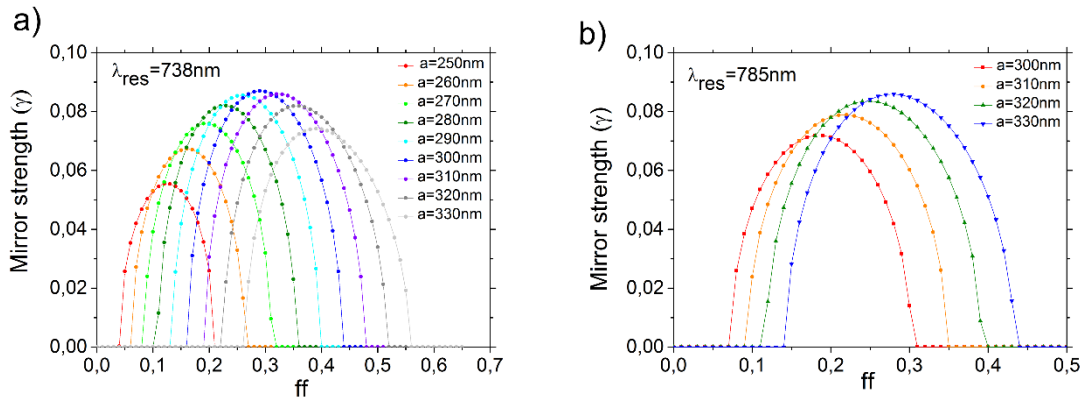 a)
λres=738nm
a=250nm
a=260nm
a=270nm
a=280nm
a=290nm
a=300nm
a=310nm
a=320nm
a=330nm
Mirror strength (γ)
0,10
0,08
0,06
0,04
0,02
0,00
0,0 0,1 0,2 0,3 0,4 0,5 0,6 0,7
ff
b)
λres=785nm
a=300nm
a=310nm
a=320nm
a=330nm
Mirror strength (γ)
0,10
0,08
0,06
0,04
0,02
0,00
0,0 0,1 0,2 0,3 0,4 0,5
ff